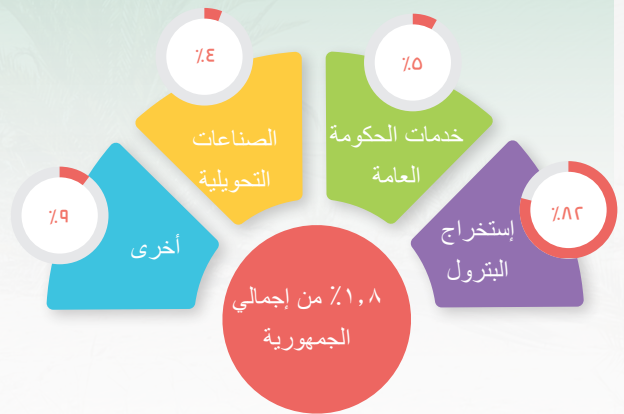 ٪٨٢
إستخراج
البترول
٪٥
خدمات الحكومة
العامة
٪٤
الصناعات
التحويلية
٪٩
أخرى
٪١,٨ من إجمالي
الجمهورية